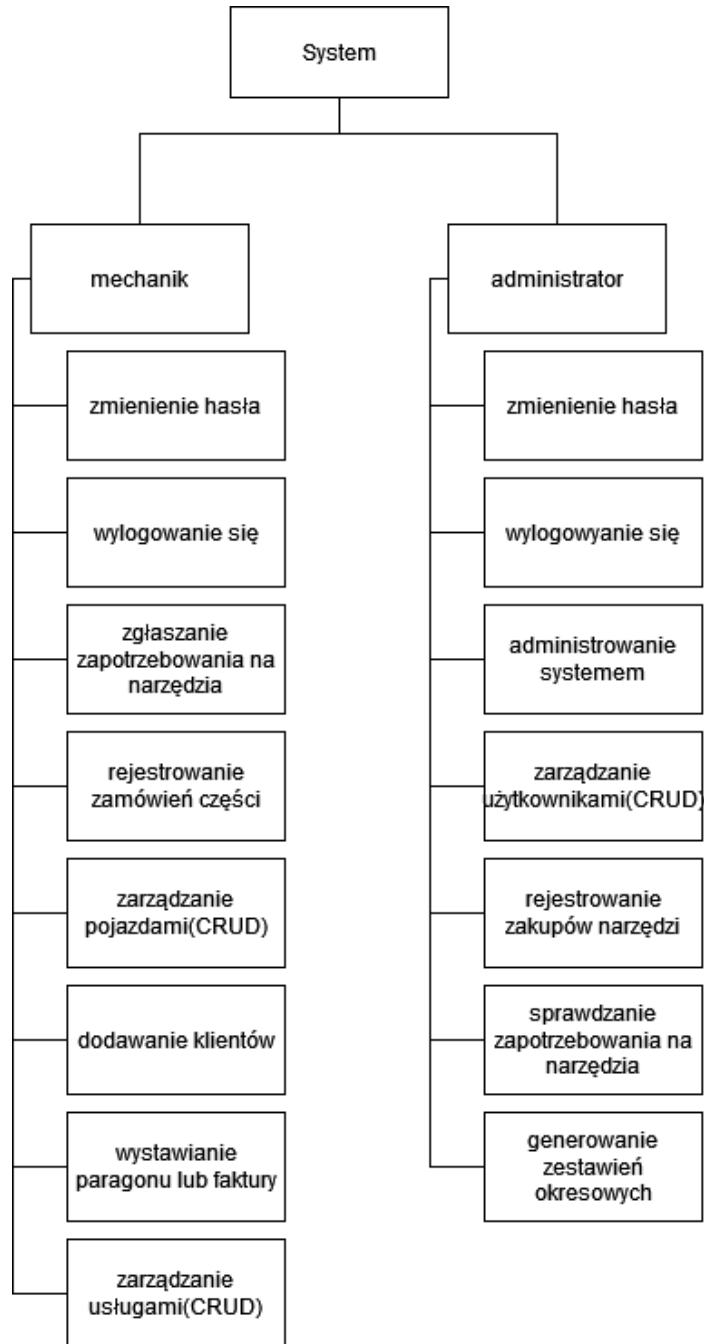 System
mechanik
zmienienie hasła
wylogowanie się
zgłaszanie
zapotrzebowania na
narzędzia
rejestrowanie
zamówień części
zarządzanie
pojazdami(CRUD)
dodawanie klientów
wystawianie
paragonu lub faktury
zarządzanie
usługami(CRUD)
administrator
zmienienie hasła
wylogowyanie się
administrowanie
systemem
zarządzanie
użytkownikami(CRUD)
rejestrowanie
zakupów narzędzi
sprawdzanie
zapotrzebowania na
narzędzia
generowanie
zestawień
okresowych